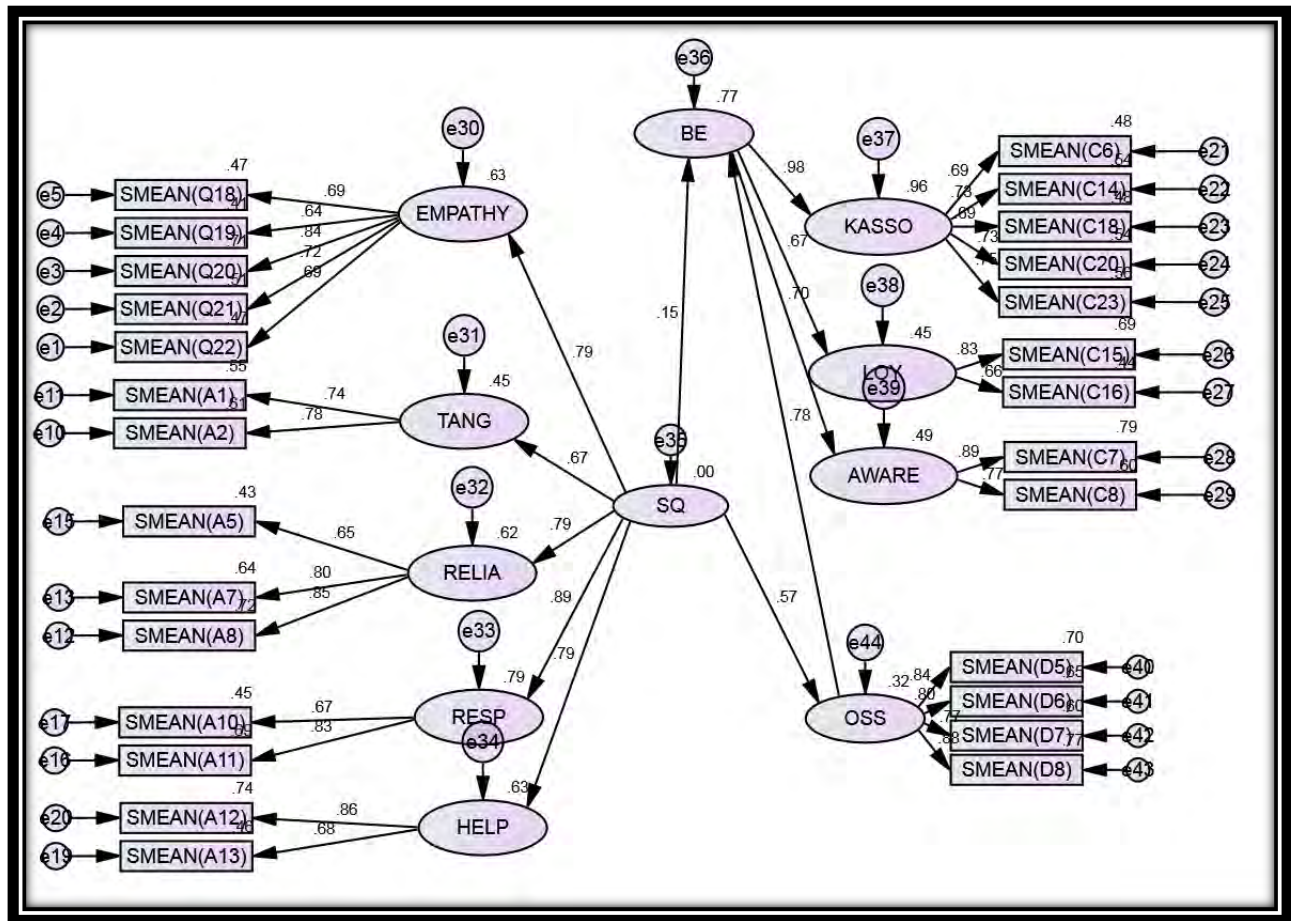 e36
.77
BE
e30
.63
EMPATHY
.47
e5
SMEAN(Q18)
.69
.41
e4
SMEAN(Q19)
.64
.71
e3
SMEAN(Q20)
.84
.51
e2
SMEAN(Q21)
.72
.47
e1
SMEAN(Q22)
.69
e31
.45
TANG
.55
e11
SMEAN(A1)
.74
.61
e10
SMEAN(A2)
.78
e32
.62
RELIA
.43
e15
SMEAN(A5)
.65
.64
e13
SMEAN(A7)
.80
.72
e12
SMEAN(A8)
.85
e33
.79
RESP
.45
e17
SMEAN(A10)
.67
.69
e16
SMEAN(A11)
.83
e34
.63
HELP
.74
e20
SMEAN(A12)
.86
.46
e19
SMEAN(A13)
.68
e35
.00
SQ
.79
.67
.79
.89
.79
.15
.57
.78
.98
.67
.70
e37
.96
KASSO
.48
.69
SMEAN(C6)
e21
.54
.73
SMEAN(C14)
e22
.48
.69
SMEAN(C18)
e23
.54
.73
SMEAN(C20)
e24
.56
SMEAN(C23)
e25
e38
.45
LOY
.69
.83
SMEAN(C15)
e26
.44
.66
SMEAN(C16)
e27
e39
.49
AWARE
.79
.89
SMEAN(C7)
e28
.60
.77
SMEAN(C8)
e29
e44
.32
OSS
.70
.84
SMEAN(D5)
e40
.65
.80
SMEAN(D6)
e41
.60
.77
SMEAN(D7)
e42
.77
.88
SMEAN(D8)
e43